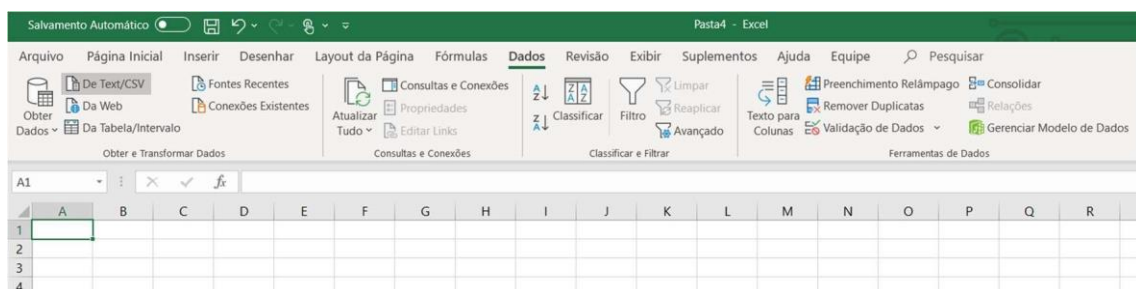 Salvamento Automático
Pasta4 - Excel
Arquivo Página Inicial Inserir Desenhar Layout da Página Fórmulas Dados Revisão Exibir Suplementos Ajuda Equipe Pesquisar
Obter Dados
De Text/CSV
Da Web
Da Tabela/Intervalo
Fontes Recentes
Conexões Existentes
Obter e Transformar Dados
Atualizar Tudo
Consultas e Conexões
Propriedades
Editar Links
Consultas e Conexões
Classificar
Filtro
Limpar
Reaplicar
Avançado
Classificar e Filtrar
Texto para Colunas
Preenchimento Relâmpago
Remover Duplicatas
Validação de Dados
Consolidar
Relações
Gerenciar Modelo de Dados
Ferramentas de Dados
A1 fx
A B C D E F G H I J K L M N O P Q R
1
2
3
4